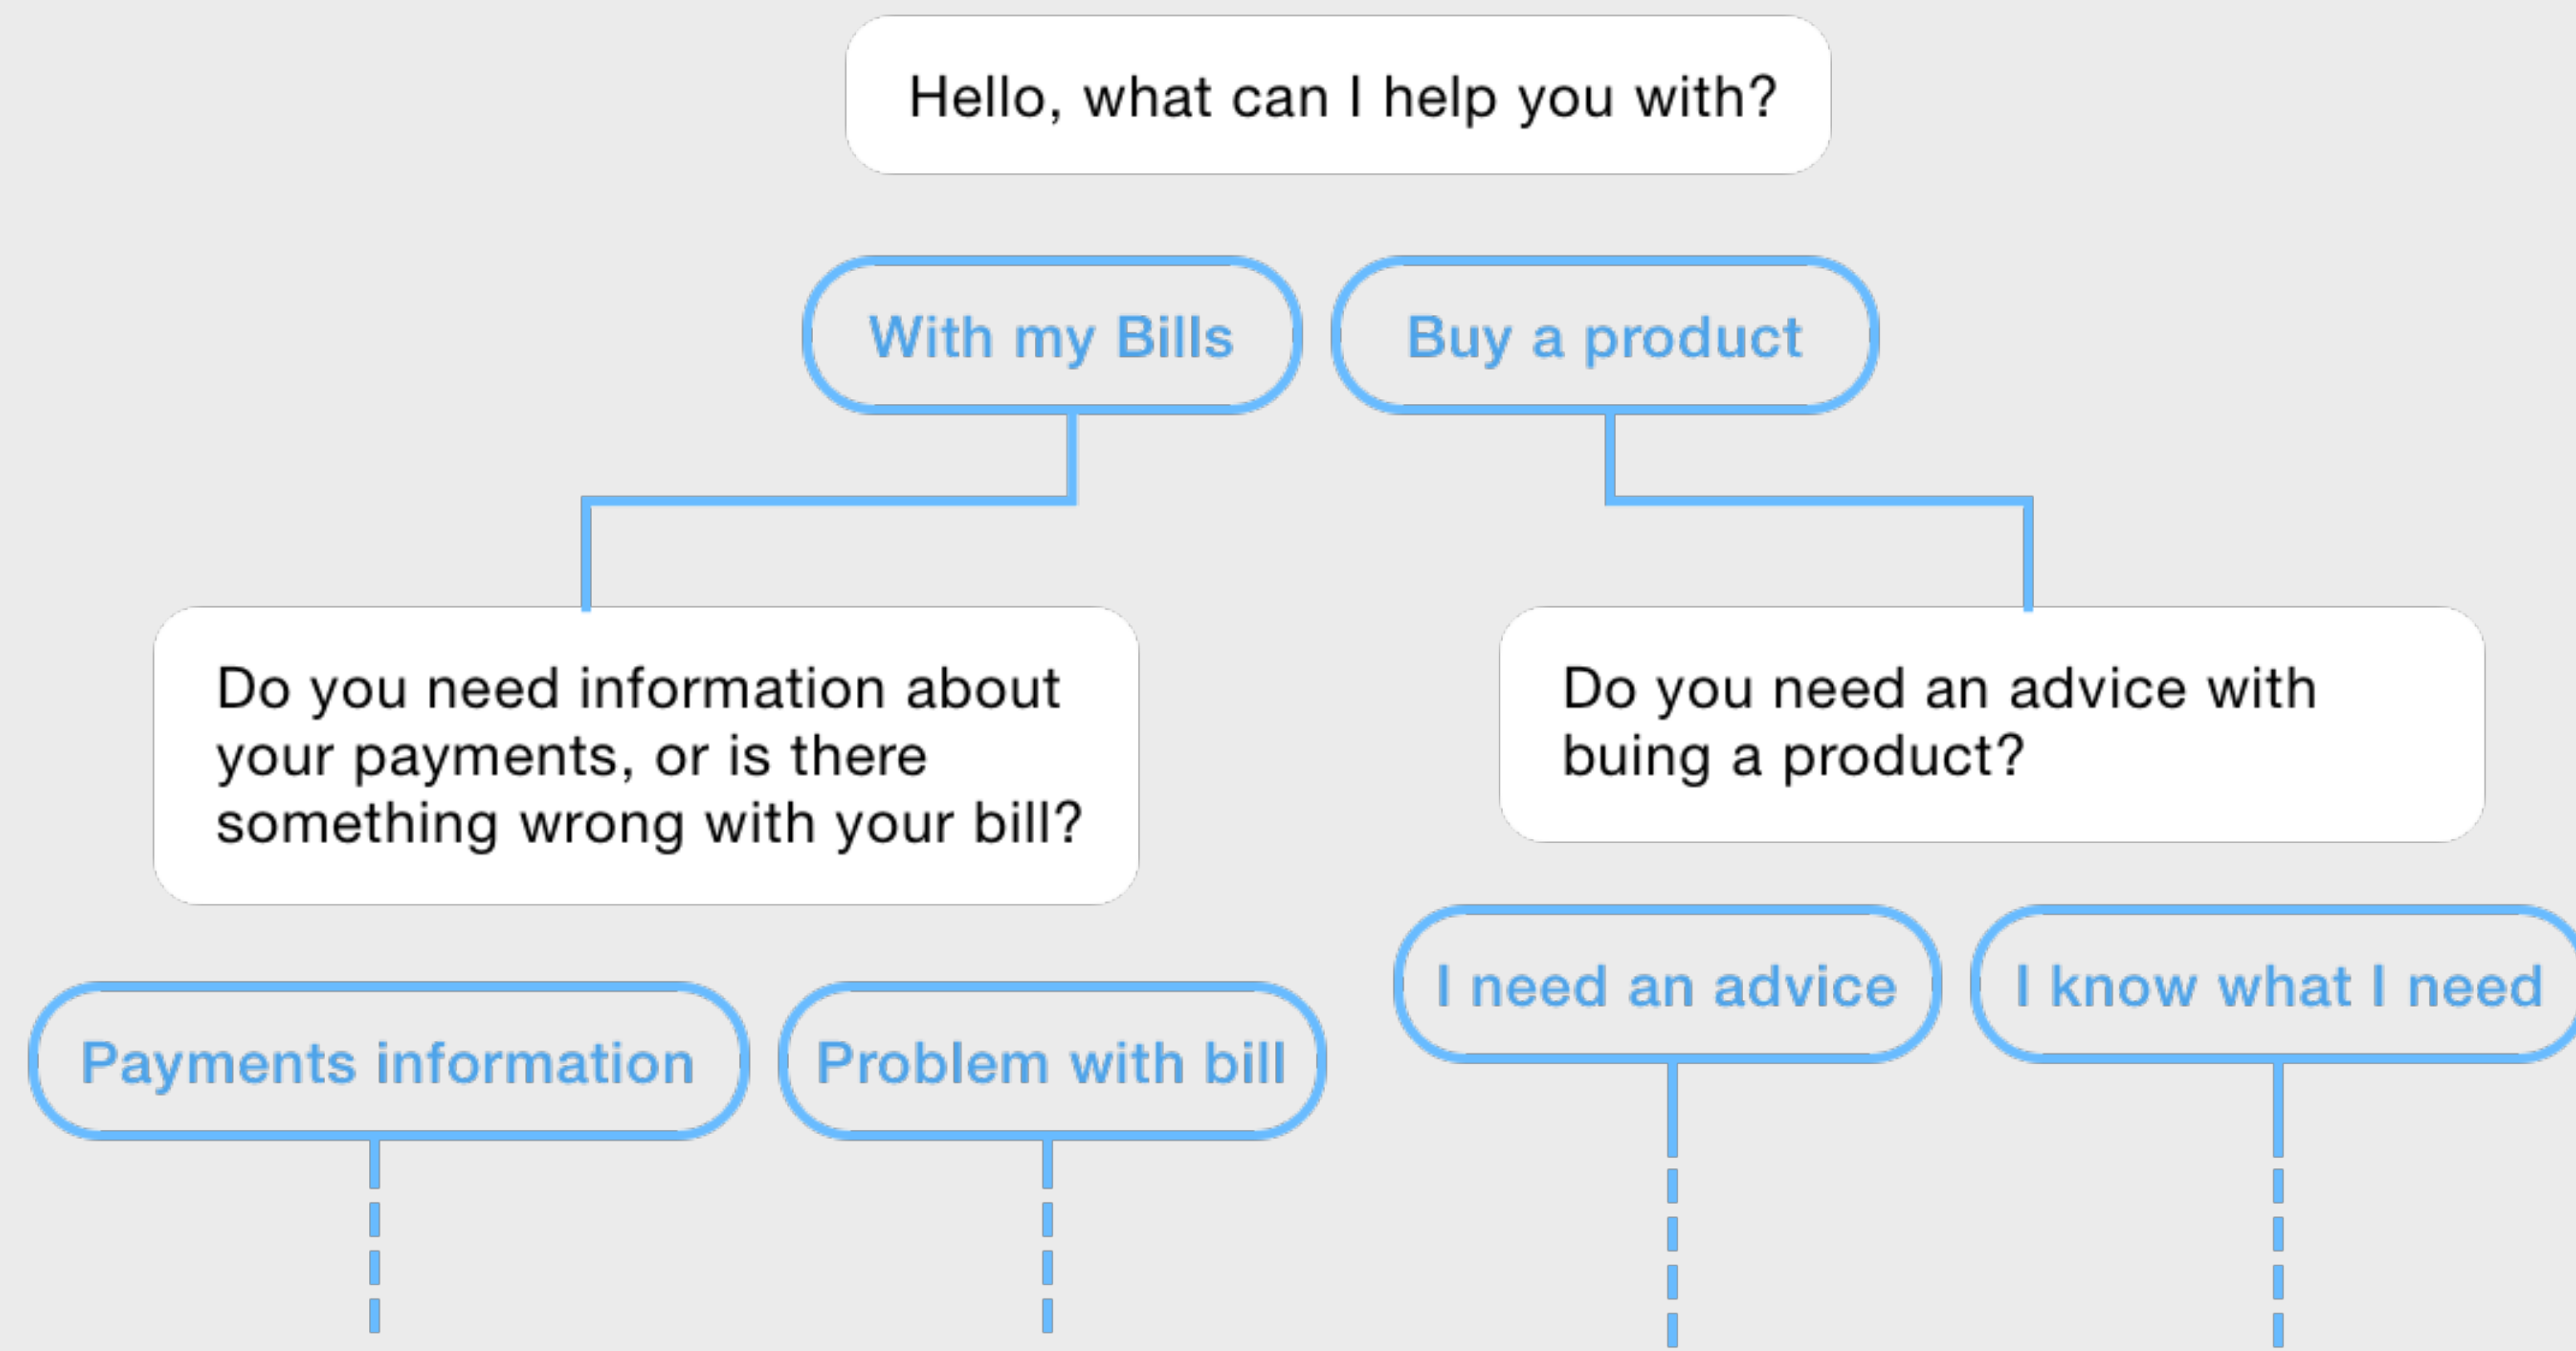 Hello, what can I help you with?
With my Bills
Buy a product
Do you need information about
your payments, or is there
something wrong with your bill?
Do you need an advice with
buing a product?
Payments information
Problem with bill
I need an advice
I know what I need